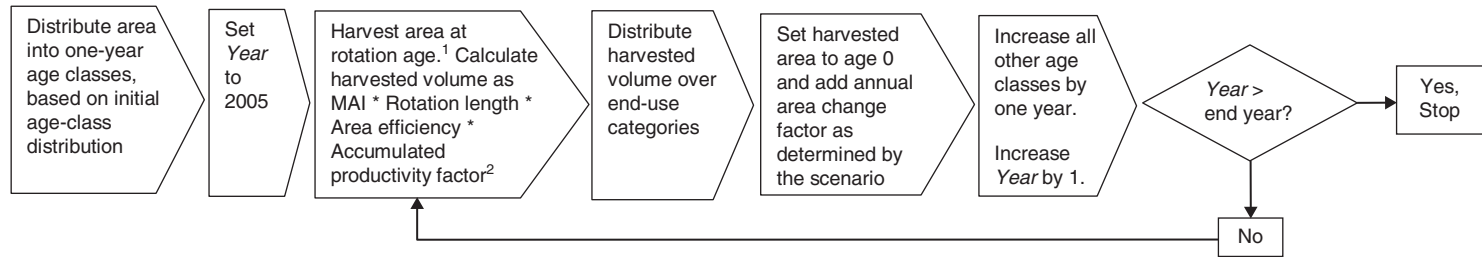 Distribute area
into one-year
age classes,
based on initial
age-class
distribution
Set
Year
to
2005
Harvest area at
rotation age.1 Calculate
harvested volume as
MAI * Rotation length *
Area efficiency *
Accumulated
productivity factor2
Distribute
harvested
volume over
end-use
categories
Set harvested
area to age 0
and add annual
area change
factor as
determined by
the scenario
Increase all
other age
classes by
one year.
Increase
Year by 1.
Year >
end year?
Yes,
Stop
No